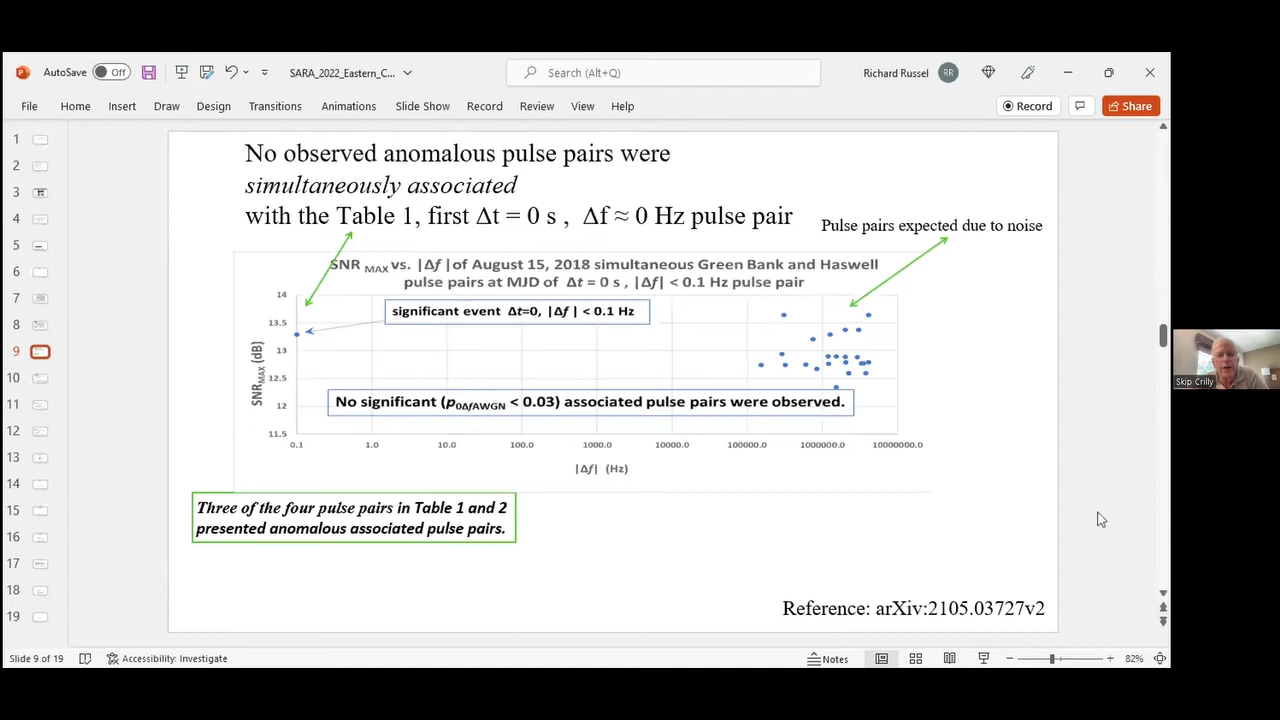 AutoSave Off SARA_2022_Eastern_C... Search (Alt+Q) Richard Russel RR
File Home Insert Draw Design Transitions Animations Slide Show Record Review View Help Record Share
1
2
3
4
5
6
7
8
9
10
11
12
13
14
15
16
17
18
19
No observed anomalous pulse pairs were
simultaneously associated
with the Table 1, first Δt = 0 s , Δf ≈ 0 Hz pulse pair
Pulse pairs expected due to noise
SNR MAX vs. |Δf |of August 15, 2018 simultaneous Green Bank and Haswell
pulse pairs at MJD of Δt = 0 s , |Δf| < 0.1 Hz pulse pair
14
13.5
13
12.5
12
11.5
SNRMAX (dB)
significant event Δt=0, |Δf | < 0.1 Hz
No significant (p0ΔfAWGN < 0.03) associated pulse pairs were observed.
0.1 1.0 10.0 100.0 1000.0 10000.0 100000.0 1000000.0 10000000.0
|Δf| (Hz)
Three of the four pulse pairs in Table 1 and 2
presented anomalous associated pulse pairs.
Reference: arXiv:2105.03727v2
Skip Crilly
Slide 9 of 19 Accessibility: Investigate Notes 82%